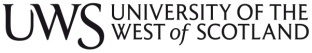 UWS UNIVERSITY OF THE
WEST of SCOTLAND